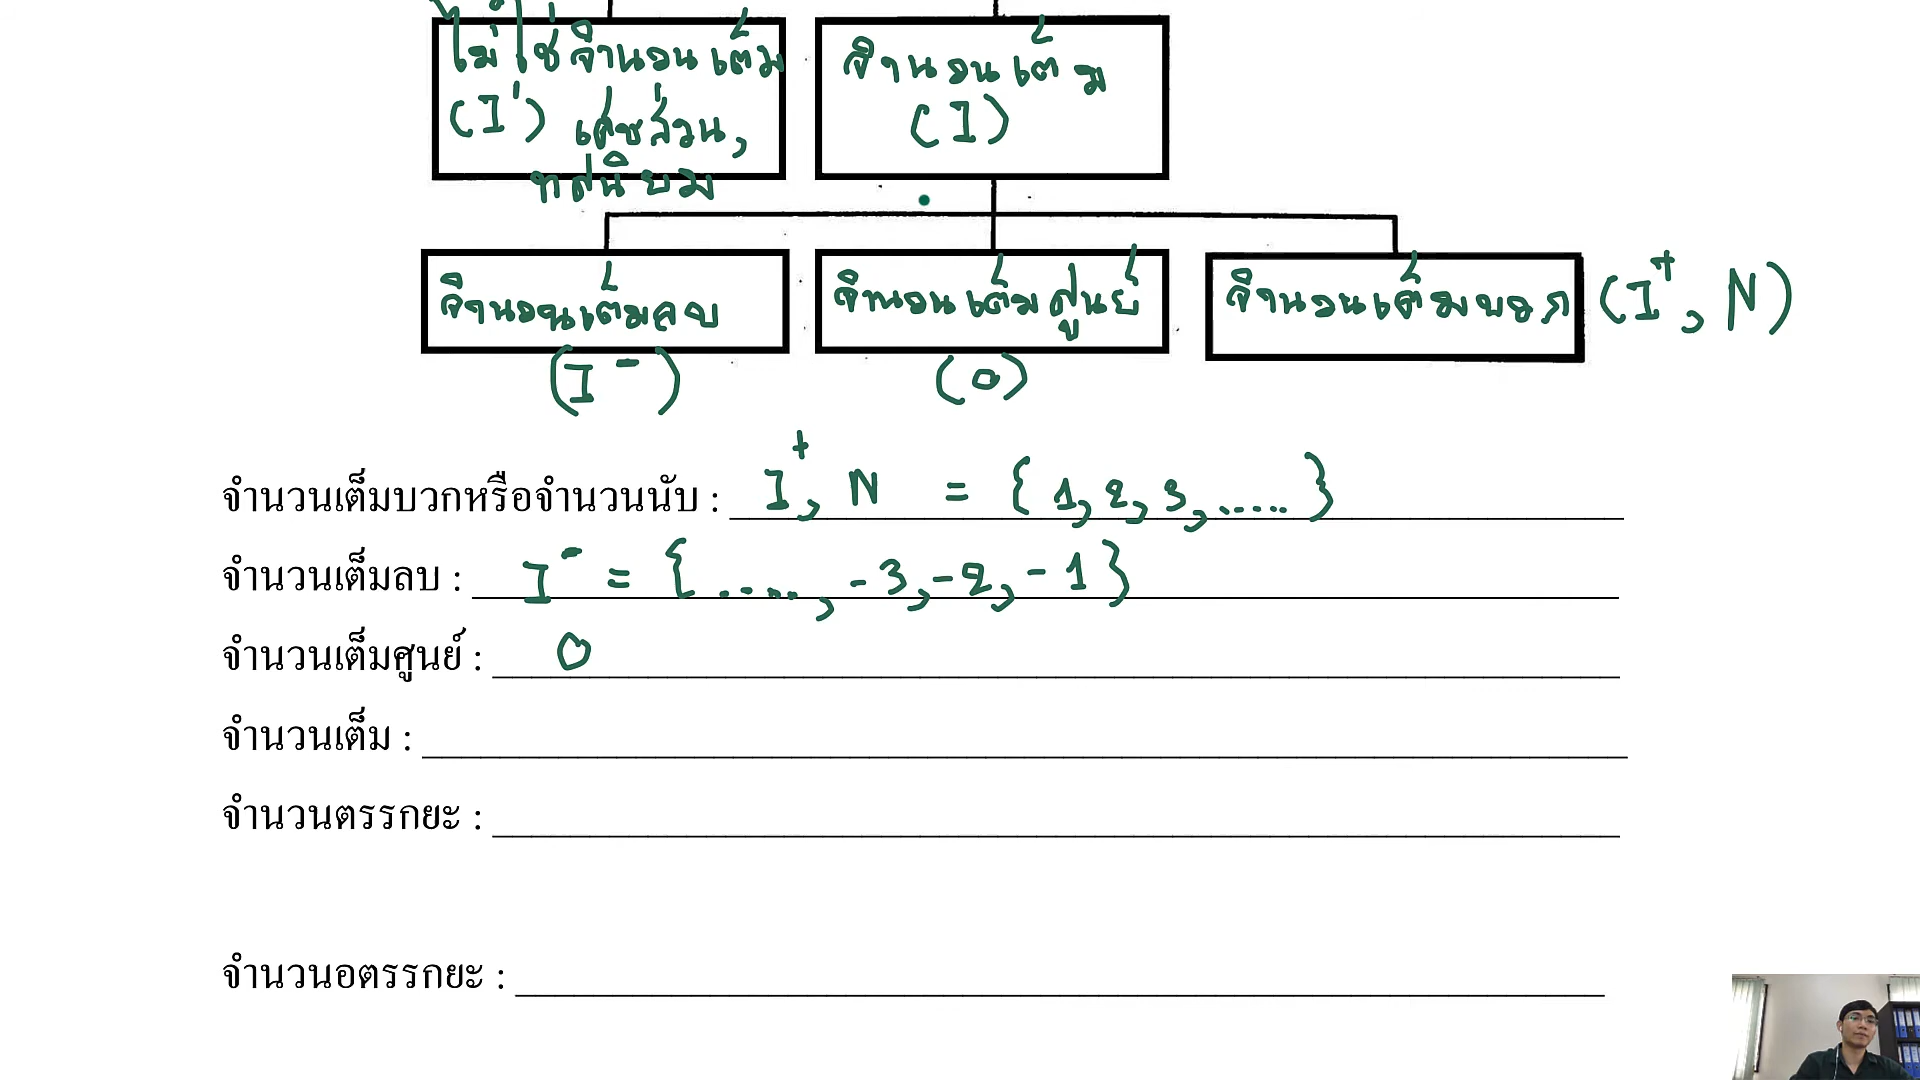 ไม่ใช่จำนวนเต็ม
(I') เศษส่วน,
ทศนิยม
จำนวนเต็ม
(I)
จำนวนเต็มลบ
(I⁻)
จำนวนเต็มศูนย์
(0)
จำนวนเต็มบวก (I⁺, N)
จำนวนเต็มบวกหรือจำนวนนับ : I⁺, N = { 1, 2, 3, ..... }
จำนวนเต็มลบ : I⁻ = { ....., -3, -2, -1 }
จำนวนเต็มศูนย์ : 0
จำนวนเต็ม :
จำนวนตรรกยะ :
จำนวนอตรรกยะ :